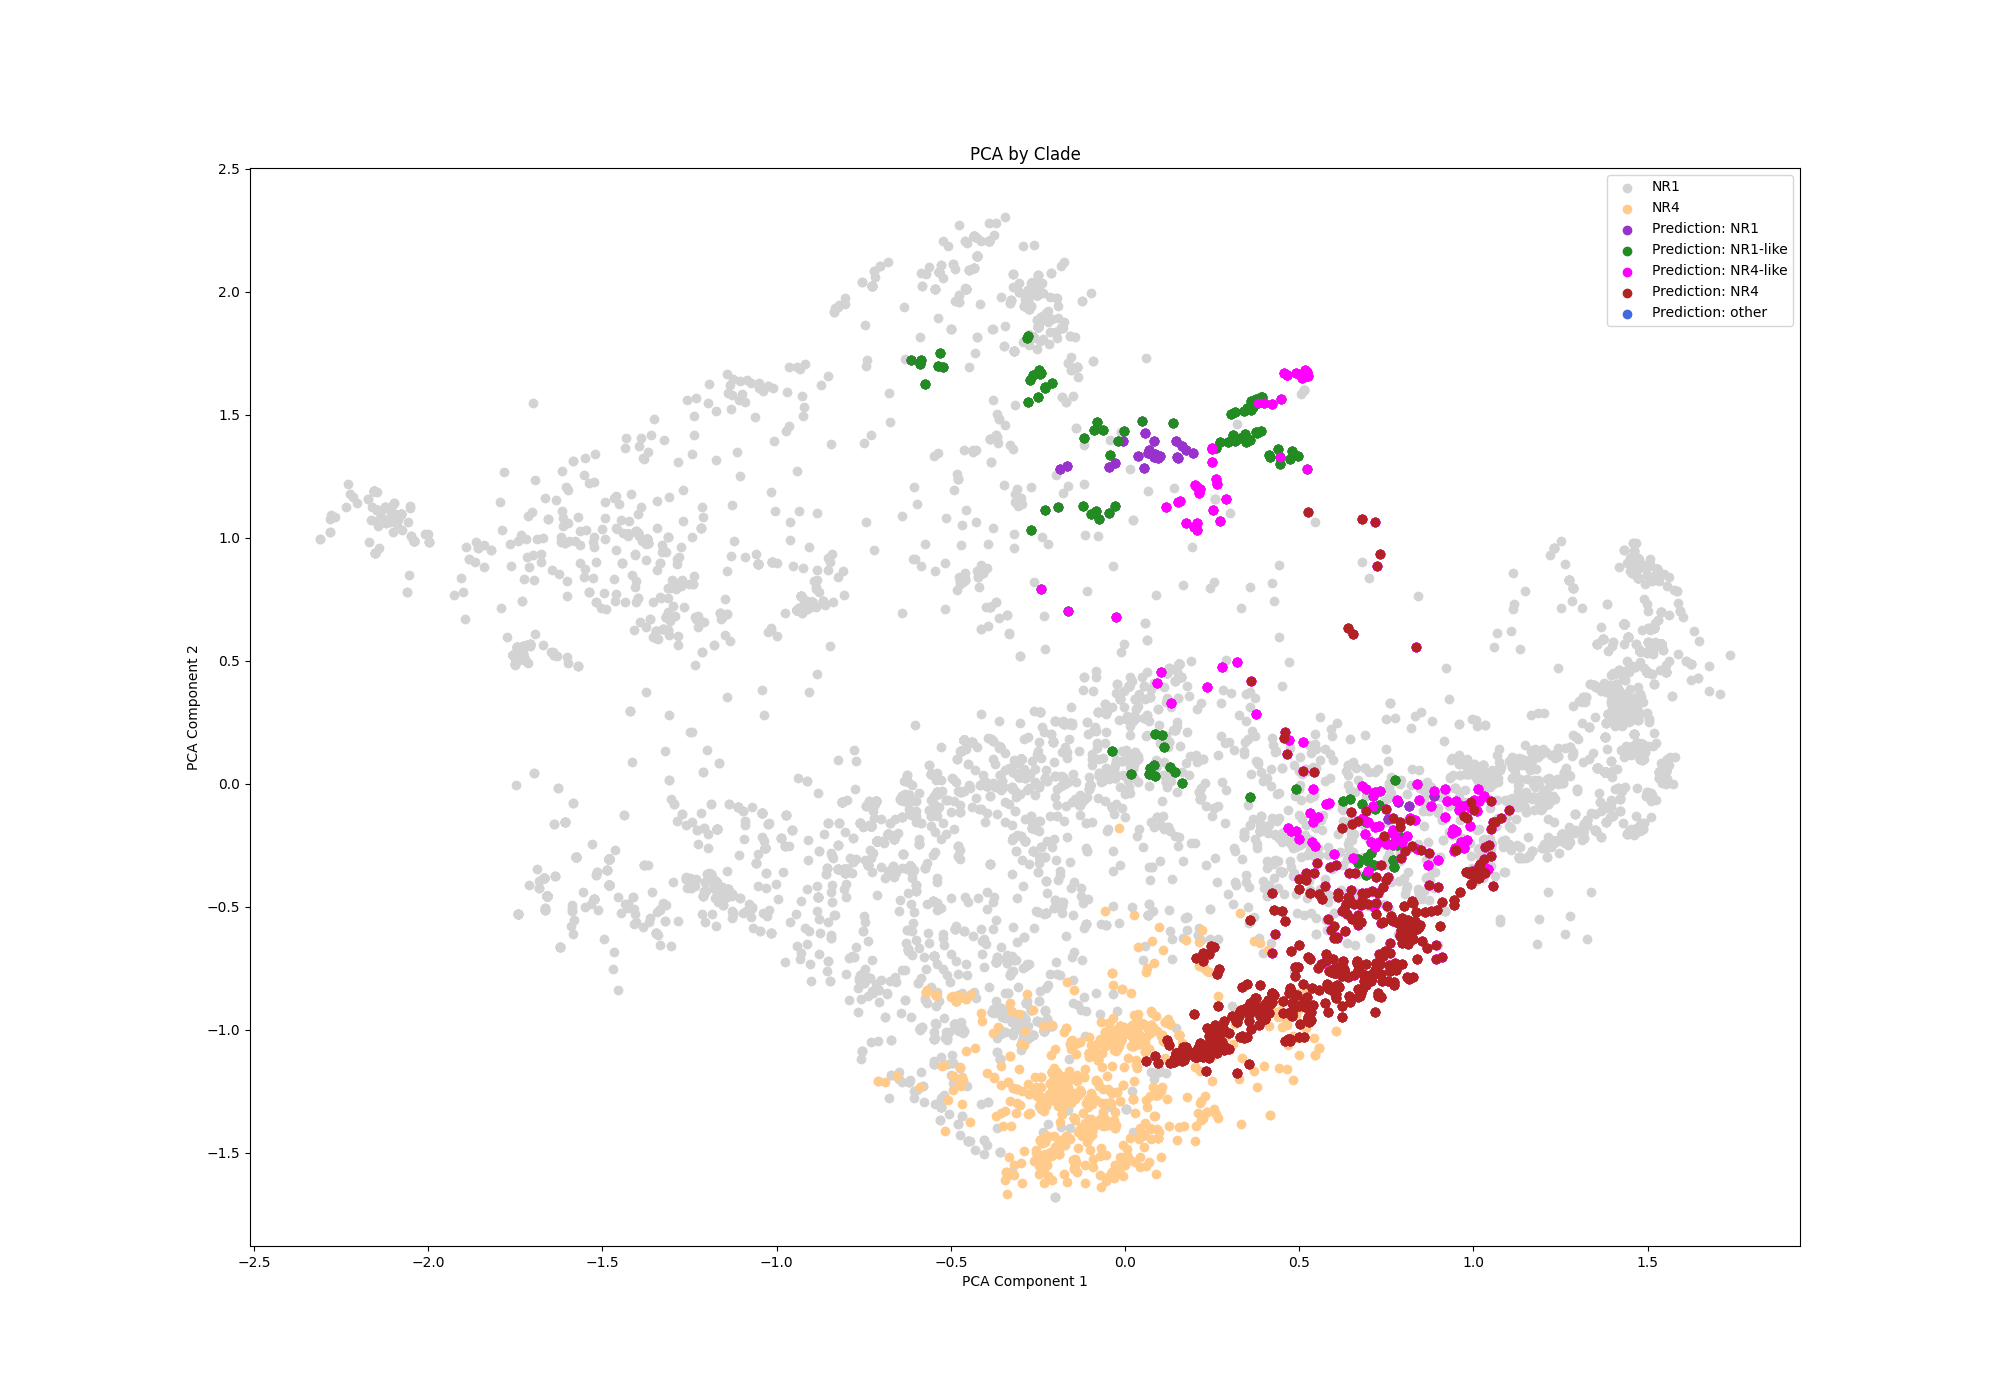 PCA by Clade
2.5
2.0
1.5
1.0
0.5
0.0
−0.5
−1.0
−1.5
PCA Component 2
NR1
NR4
Prediction: NR1
Prediction: NR1-like
Prediction: NR4-like
Prediction: NR4
Prediction: other
−2.5 −2.0 −1.5 −1.0 −0.5 0.0 0.5 1.0 1.5
PCA Component 1